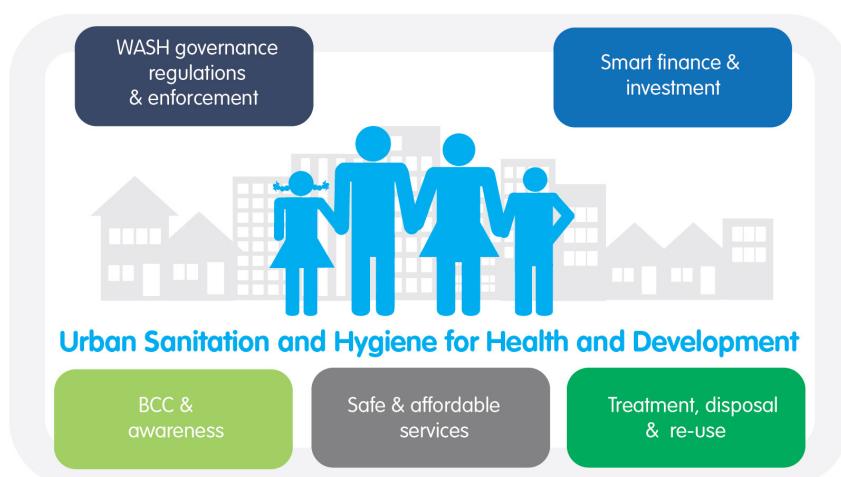 WASH governance
regulations
& enforcement
Smart finance &
investment
Urban Sanitation and Hygiene for Health and Development
BCC &
awareness
Safe & affordable
services
Treatment, disposal
& re-use